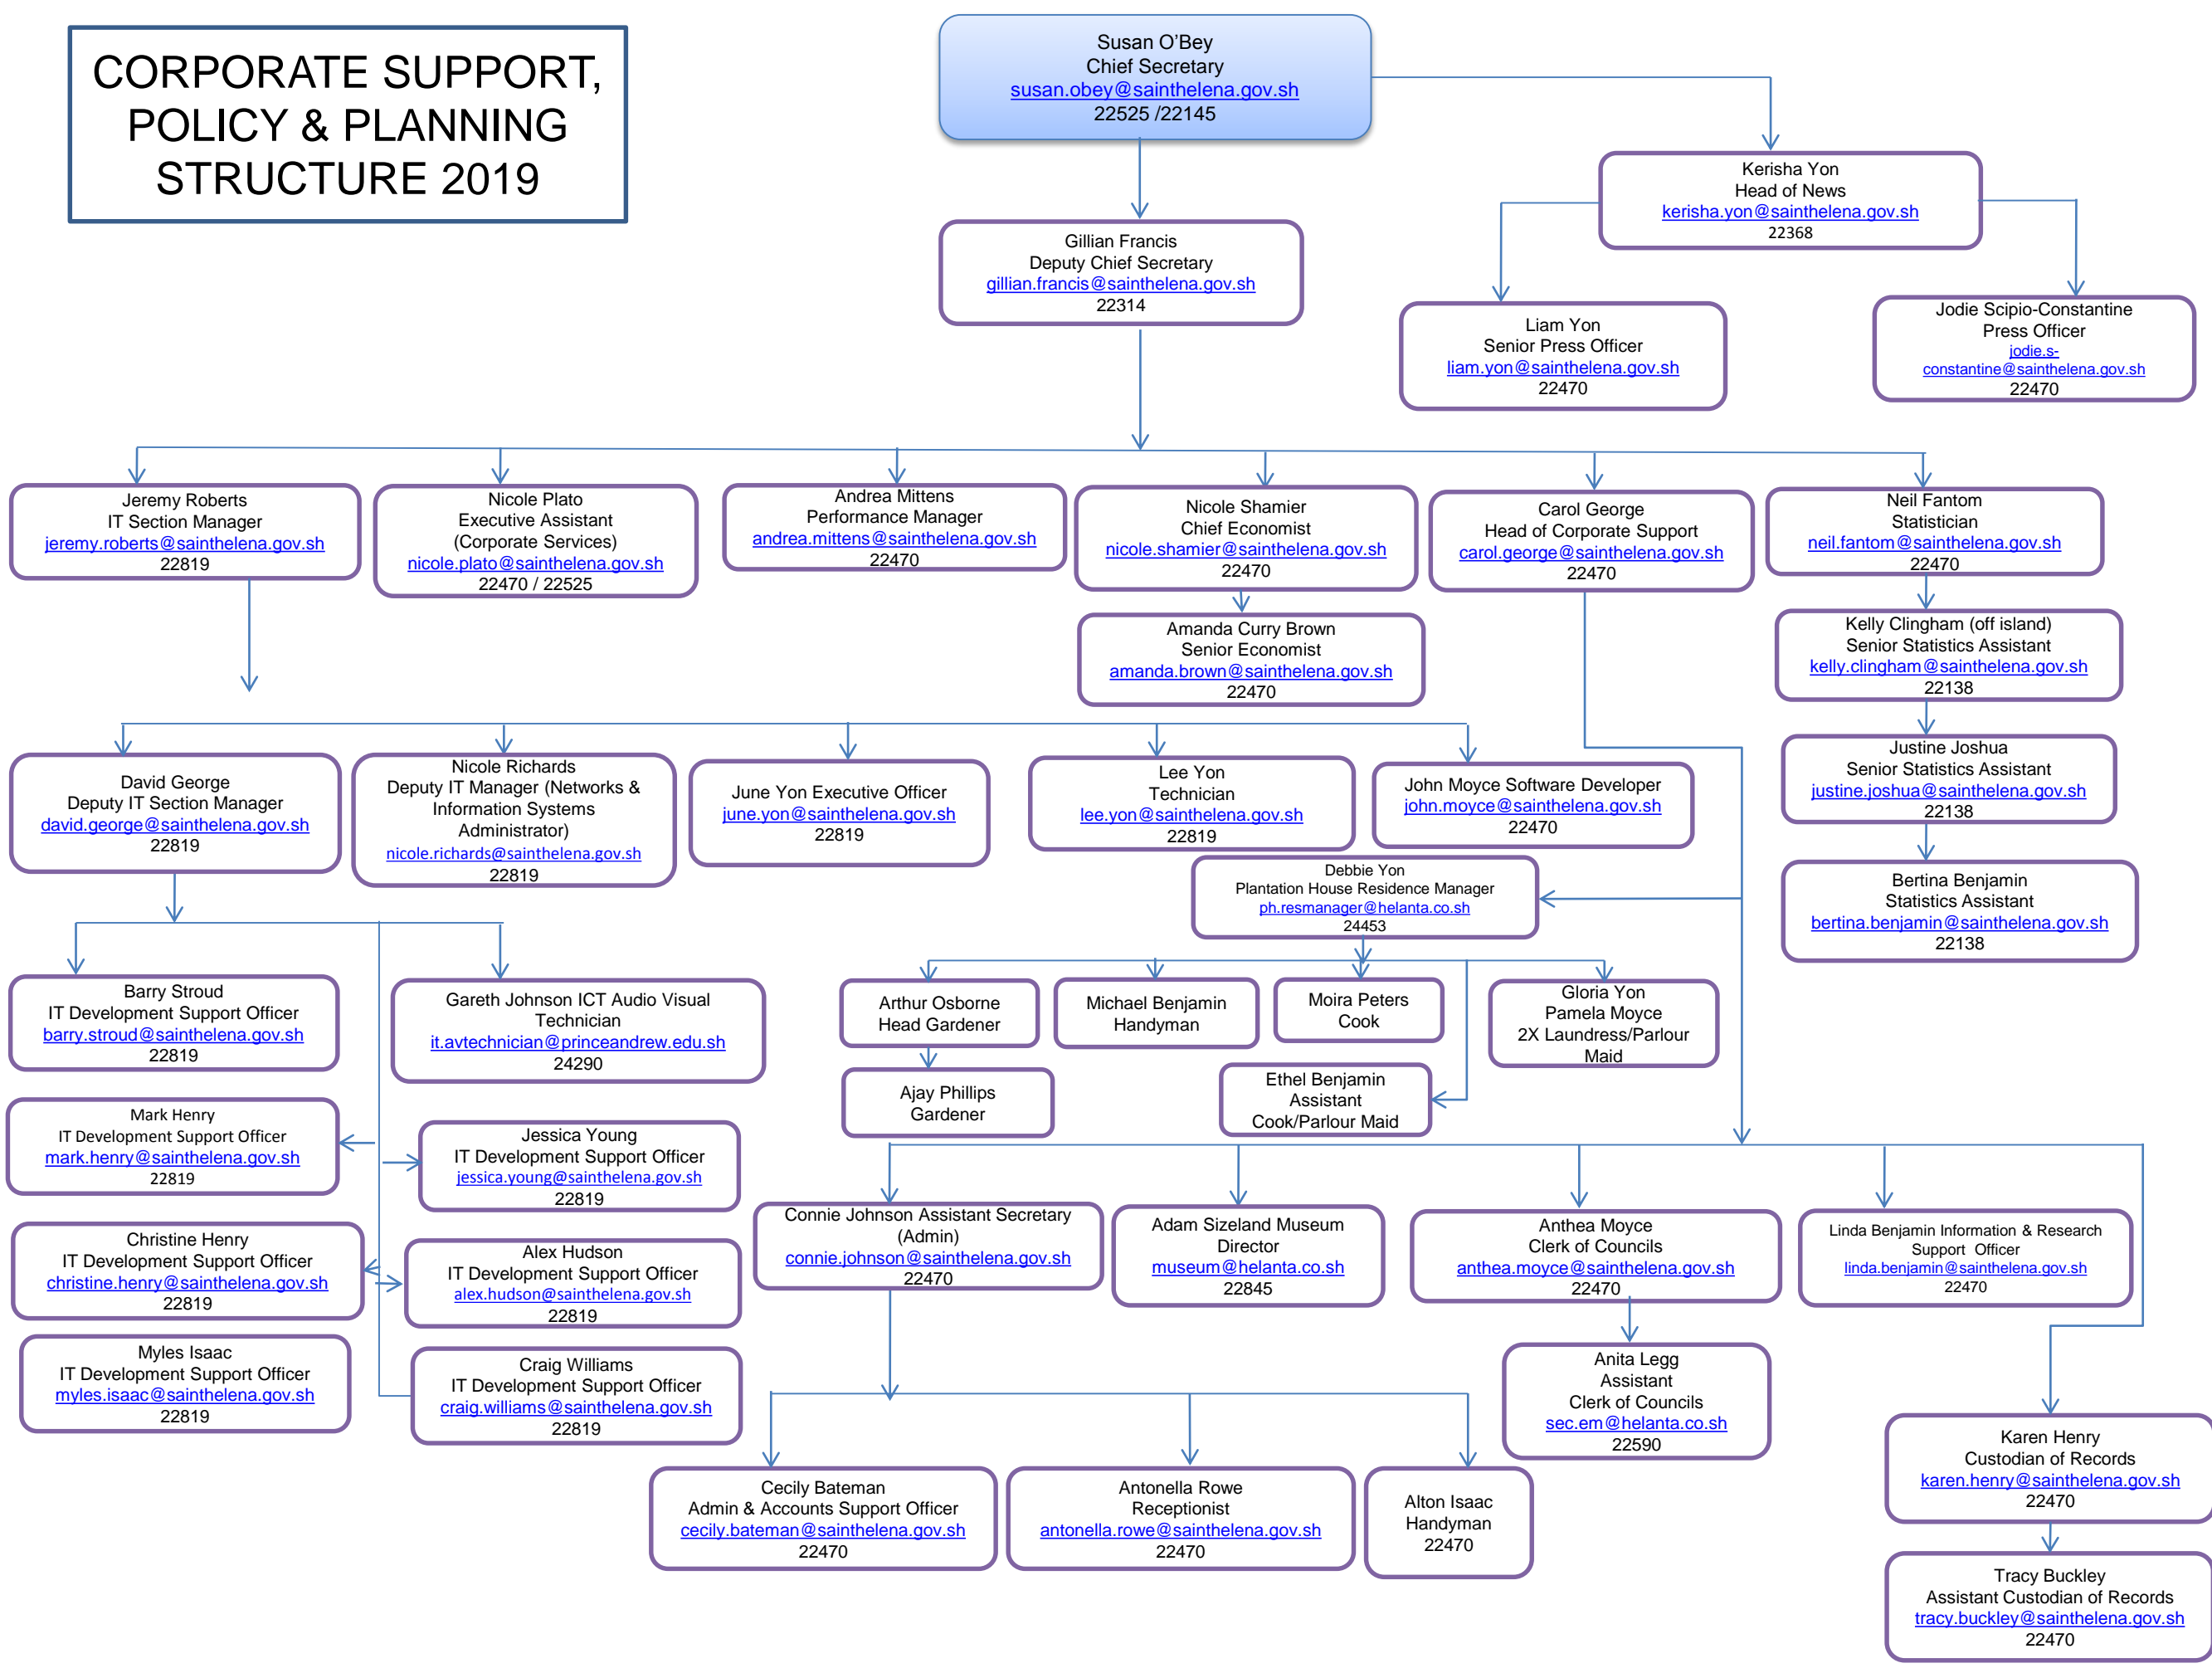 CORPORATE SUPPORT,
POLICY & PLANNING
STRUCTURE 2019
Susan O’Bey
Chief Secretary
susan.obey@sainthelena.gov.sh
22525 /22145
Kerisha Yon
Head of News
kerisha.yon@sainthelena.gov.sh
22368
Gillian Francis
Deputy Chief Secretary
gillian.francis@sainthelena.gov.sh
22314
Liam Yon
Senior Press Officer
liam.yon@sainthelena.gov.sh
22470
Jodie Scipio-Constantine
Press Officer
jodie.s-
constantine@sainthelena.gov.sh
22470
Jeremy Roberts
IT Section Manager
jeremy.roberts@sainthelena.gov.sh
22819
Nicole Plato
Executive Assistant
(Corporate Services)
nicole.plato@sainthelena.gov.sh
22470 / 22525
Andrea Mittens
Performance Manager
andrea.mittens@sainthelena.gov.sh
22470
Nicole Shamier
Chief Economist
nicole.shamier@sainthelena.gov.sh
22470
Carol George
Head of Corporate Support
carol.george@sainthelena.gov.sh
22470
Neil Fantom
Statistician
neil.fantom@sainthelena.gov.sh
22470
Amanda Curry Brown
Senior Economist
amanda.brown@sainthelena.gov.sh
22470
Kelly Clingham (off island)
Senior Statistics Assistant
kelly.clingham@sainthelena.gov.sh
22138
David George
Deputy IT Section Manager
david.george@sainthelena.gov.sh
22819
Nicole Richards
Deputy IT Manager (Networks &
Information Systems
Administrator)
nicole.richards@sainthelena.gov.sh
22819
June Yon Executive Officer
june.yon@sainthelena.gov.sh
22819
Lee Yon
Technician
lee.yon@sainthelena.gov.sh
22819
John Moyce Software Developer
john.moyce@sainthelena.gov.sh
22470
Justine Joshua
Senior Statistics Assistant
justine.joshua@sainthelena.gov.sh
22138
Debbie Yon
Plantation House Residence Manager
ph.resmanager@helanta.co.sh
24453
Bertina Benjamin
Statistics Assistant
bertina.benjamin@sainthelena.gov.sh
22138
Barry Stroud
IT Development Support Officer
barry.stroud@sainthelena.gov.sh
22819
Gareth Johnson ICT Audio Visual
Technician
it.avtechnician@princeandrew.edu.sh
24290
Arthur Osborne
Head Gardener
Michael Benjamin
Handyman
Moira Peters
Cook
Gloria Yon
Pamela Moyce
2X Laundress/Parlour
Maid
Ajay Phillips
Gardener
Ethel Benjamin
Assistant
Cook/Parlour Maid
Mark Henry
IT Development Support Officer
mark.henry@sainthelena.gov.sh
22819
Jessica Young
IT Development Support Officer
jessica.young@sainthelena.gov.sh
22819
Connie Johnson Assistant Secretary
(Admin)
connie.johnson@sainthelena.gov.sh
22470
Adam Sizeland Museum
Director
museum@helanta.co.sh
22845
Anthea Moyce
Clerk of Councils
anthea.moyce@sainthelena.gov.sh
22470
Linda Benjamin Information & Research
Support Officer
linda.benjamin@sainthelena.gov.sh
22470
Christine Henry
IT Development Support Officer
christine.henry@sainthelena.gov.sh
22819
Alex Hudson
IT Development Support Officer
alex.hudson@sainthelena.gov.sh
22819
Myles Isaac
IT Development Support Officer
myles.isaac@sainthelena.gov.sh
22819
Craig Williams
IT Development Support Officer
craig.williams@sainthelena.gov.sh
22819
Anita Legg
Assistant
Clerk of Councils
sec.em@helanta.co.sh
22590
Karen Henry
Custodian of Records
karen.henry@sainthelena.gov.sh
22470
Cecily Bateman
Admin & Accounts Support Officer
cecily.bateman@sainthelena.gov.sh
22470
Antonella Rowe
Receptionist
antonella.rowe@sainthelena.gov.sh
22470
Alton Isaac
Handyman
22470
Tracy Buckley
Assistant Custodian of Records
tracy.buckley@sainthelena.gov.sh
22470